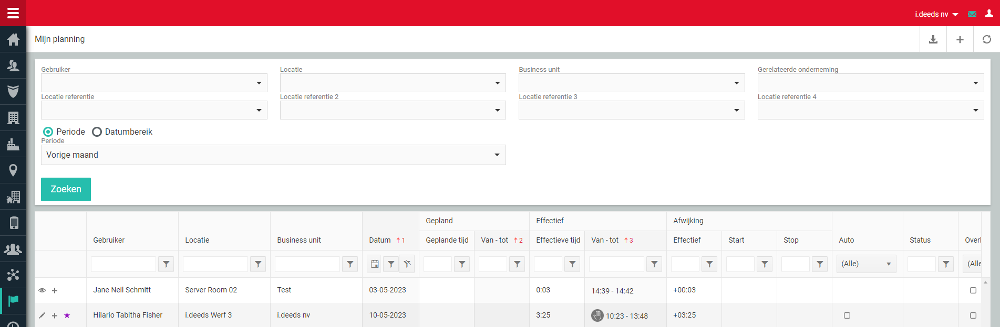 i.deeds nv
Mijn planning
Gebruiker Locatie Business unit Gerelateerde onderneming
Locatie referentie Locatie referentie 2 Locatie referentie 3 Locatie referentie 4
Periode Datumbereik
Periode
Vorige maand
Zoeken
Gepland Effectief Afwijking
Gebruiker Locatie Business unit Datum 1 Geplande tijd Van - tot 2 Effectieve tijd Van - tot 3 Effectief Start Stop Auto Status Overl
(Alle) (Alle
Jane Neil Schmitt Server Room 02 Test 03-05-2023 0:03 14:39 - 14:42 +00:03
Hilario Tabitha Fisher i.deeds Werf 3 i.deeds nv 10-05-2023 3:25 10:23 - 13:48 +03:25